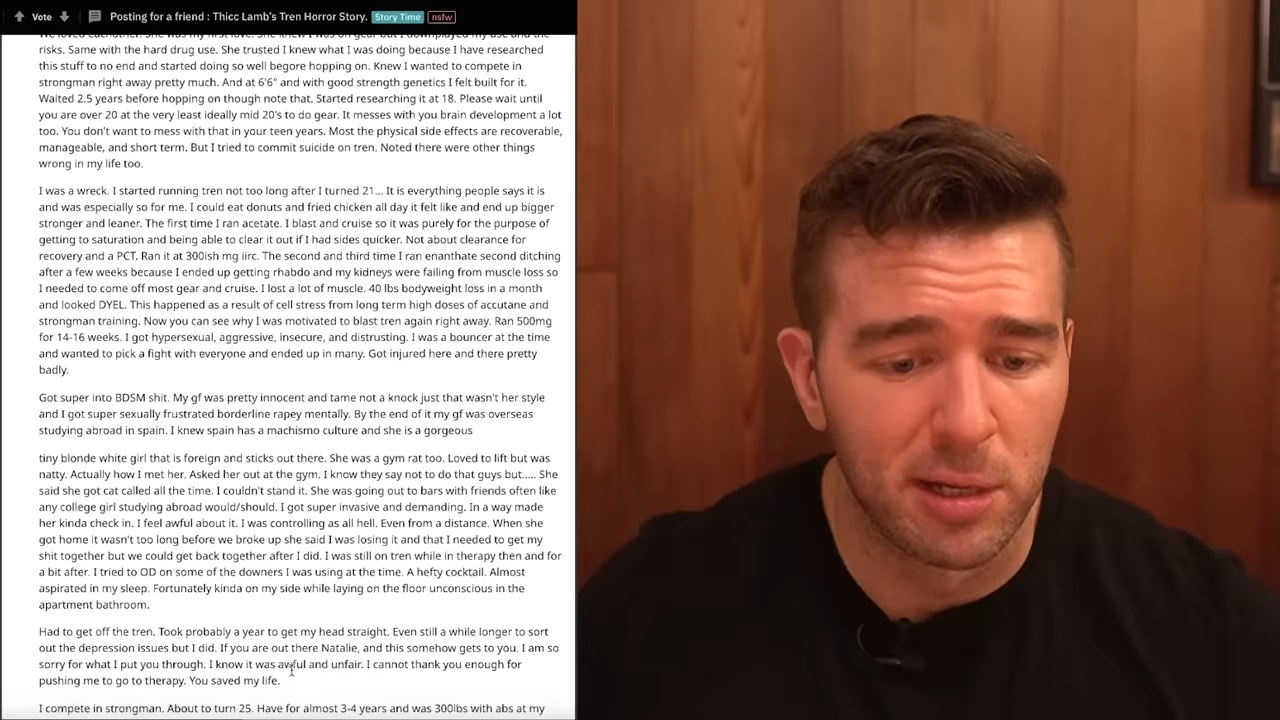 Vote
Posting for a friend : Thicc Lamb's Tren Horror Story. Story Time nsfw
We loved eachother. She was my first love. She knew I was on gear but I downplayed my use and the
risks. Same with the hard drug use. She trusted I knew what I was doing because I have researched
this stuff to no end and started doing so well begore hopping on. Knew I wanted to compete in
strongman right away pretty much. And at 6'6" and with good strength genetics I felt built for it.
Waited 2.5 years before hopping on though note that. Started researching it at 18. Please wait until
you are over 20 at the very least ideally mid 20's to do gear. It messes with you brain development a lot
too. You don't want to mess with that in your teen years. Most the physical side effects are recoverable,
manageable, and short term. But I tried to commit suicide on tren. Noted there were other things
wrong in my life too.
I was a wreck. I started running tren not too long after I turned 21... It is everything people says it is
and was especially so for me. I could eat donuts and fried chicken all day it felt like and end up bigger
stronger and leaner. The first time I ran acetate. I blast and cruise so it was purely for the purpose of
getting to saturation and being able to clear it out if I had sides quicker. Not about clearance for
recovery and a PCT. Ran it at 300ish mg iirc. The second and third time I ran enanthate second ditching
after a few weeks because I ended up getting rhabdo and my kidneys were failing from muscle loss so
I needed to come off most gear and cruise. I lost a lot of muscle. 40 lbs bodyweight loss in a month
and looked DYEL. This happened as a result of cell stress from long term high doses of accutane and
strongman training. Now you can see why I was motivated to blast tren again right away. Ran 500mg
for 14-16 weeks. I got hypersexual, aggressive, insecure, and distrusting. I was a bouncer at the time
and wanted to pick a fight with everyone and ended up in many. Got injured here and there pretty
badly.
Got super into BDSM shit. My gf was pretty innocent and tame not a knock just that wasn't her style
and I got super sexually frustrated borderline rapey mentally. By the end of it my gf was overseas
studying abroad in spain. I knew spain has a machismo culture and she is a gorgeous
tiny blonde white girl that is foreign and sticks out there. She was a gym rat too. Loved to lift but was
natty. Actually how I met her. Asked her out at the gym. I know they say not to do that guys but..... She
said she got cat called all the time. I couldn't stand it. She was going out to bars with friends often like
any college girl studying abroad would/should. I got super invasive and demanding. In a way made
her kinda check in. I feel awful about it. I was controlling as all hell. Even from a distance. When she
got home it wasn't too long before we broke up she said I was losing it and that I needed to get my
shit together but we could get back together after I did. I was still on tren while in therapy then and for
a bit after. I tried to OD on some of the downers I was using at the time. A hefty cocktail. Almost
aspirated in my sleep. Fortunately kinda on my side while laying on the floor unconscious in the
apartment bathroom.
Had to get off the tren. Took probably a year to get my head straight. Even still a while longer to sort
out the depression issues but I did. If you are out there Natalie, and this somehow gets to you. I am so
sorry for what I put you through. I know it was awful and unfair. I cannot thank you enough for
pushing me to go to therapy. You saved my life.
I compete in strongman. About to turn 25. Have for almost 3-4 years and was 300lbs with abs at my